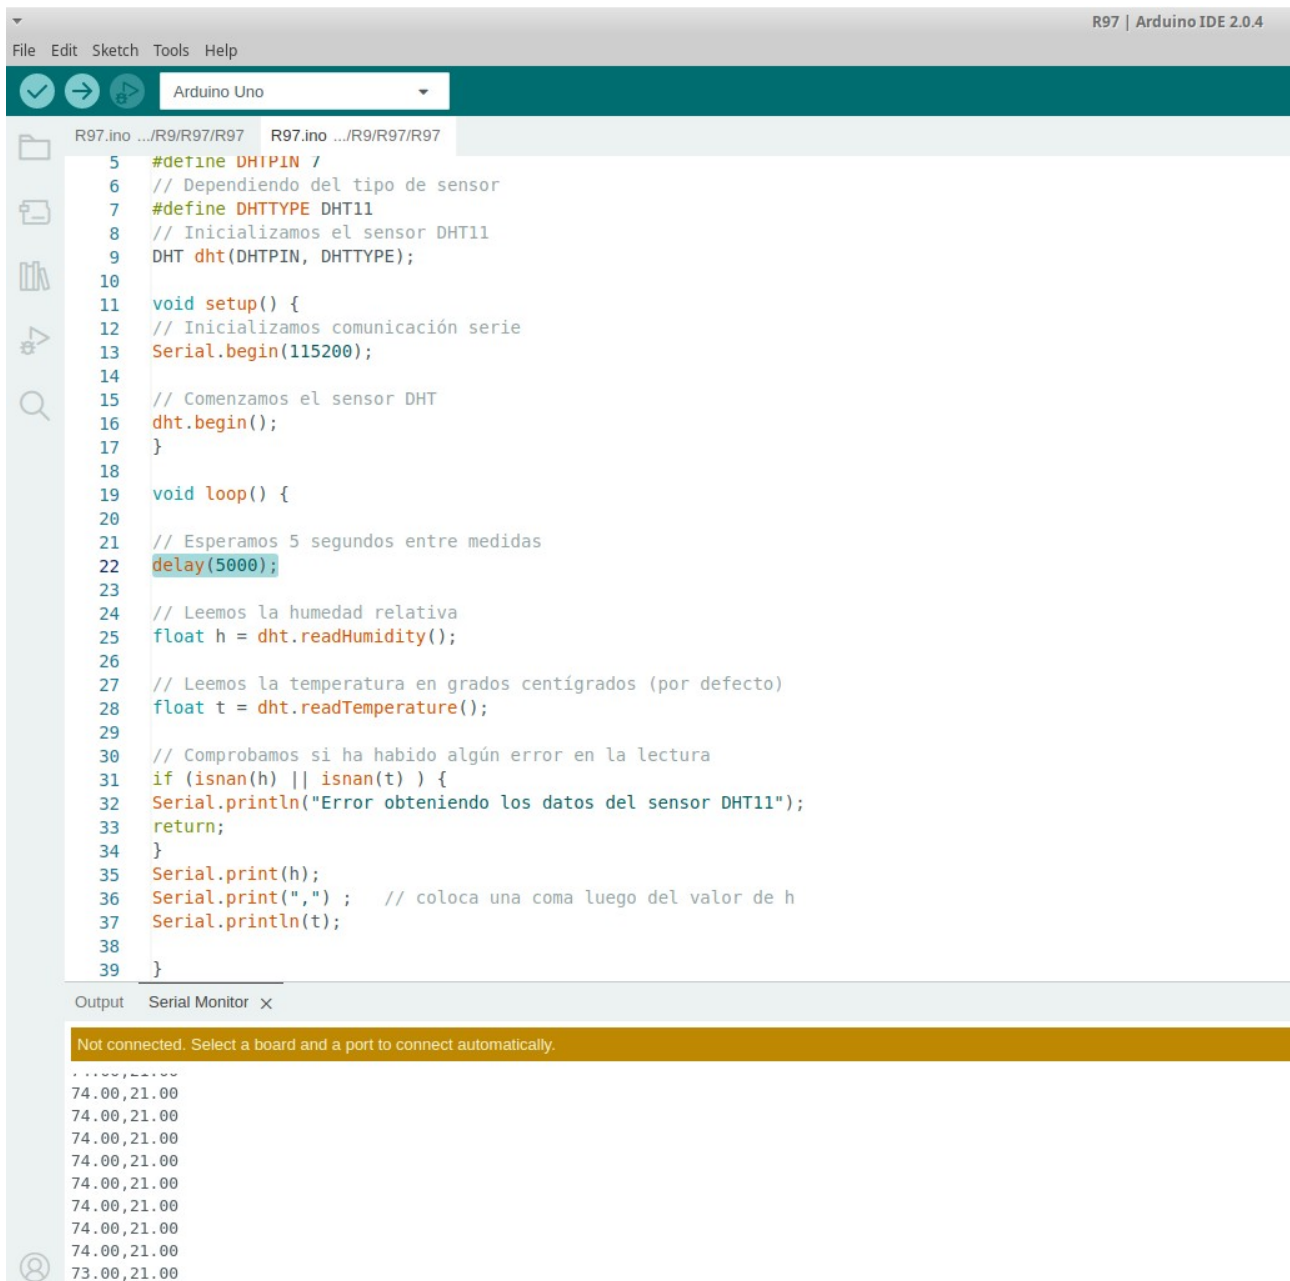 R97 | Arduino IDE 2.0.4
File Edit Sketch Tools Help
Arduino Uno
R97.ino .../R9/R97/R97 R97.ino .../R9/R97/R97
5 #define DHTPIN 7
6 // Dependiendo del tipo de sensor
7 #define DHTTYPE DHT11
8 // Inicializamos el sensor DHT11
9 DHT dht(DHTPIN, DHTTYPE);
10
11 void setup() {
12 // Inicializamos comunicación serie
13 Serial.begin(115200);
14
15 // Comenzamos el sensor DHT
16 dht.begin();
17 }
18
19 void loop() {
20
21 // Esperamos 5 segundos entre medidas
22 delay(5000);
23
24 // Leemos la humedad relativa
25 float h = dht.readHumidity();
26
27 // Leemos la temperatura en grados centígrados (por defecto)
28 float t = dht.readTemperature();
29
30 // Comprobamos si ha habido algún error en la lectura
31 if (isnan(h) || isnan(t) ) {
32 Serial.println("Error obteniendo los datos del sensor DHT11");
33 return;
34 }
35 Serial.print(h);
36 Serial.print(",") ; // coloca una coma luego del valor de h
37 Serial.println(t);
38
39 }
Output Serial Monitor
Not connected. Select a board and a port to connect automatically.
74.00,21.00
74.00,21.00
74.00,21.00
74.00,21.00
74.00,21.00
74.00,21.00
74.00,21.00
74.00,21.00
73.00,21.00